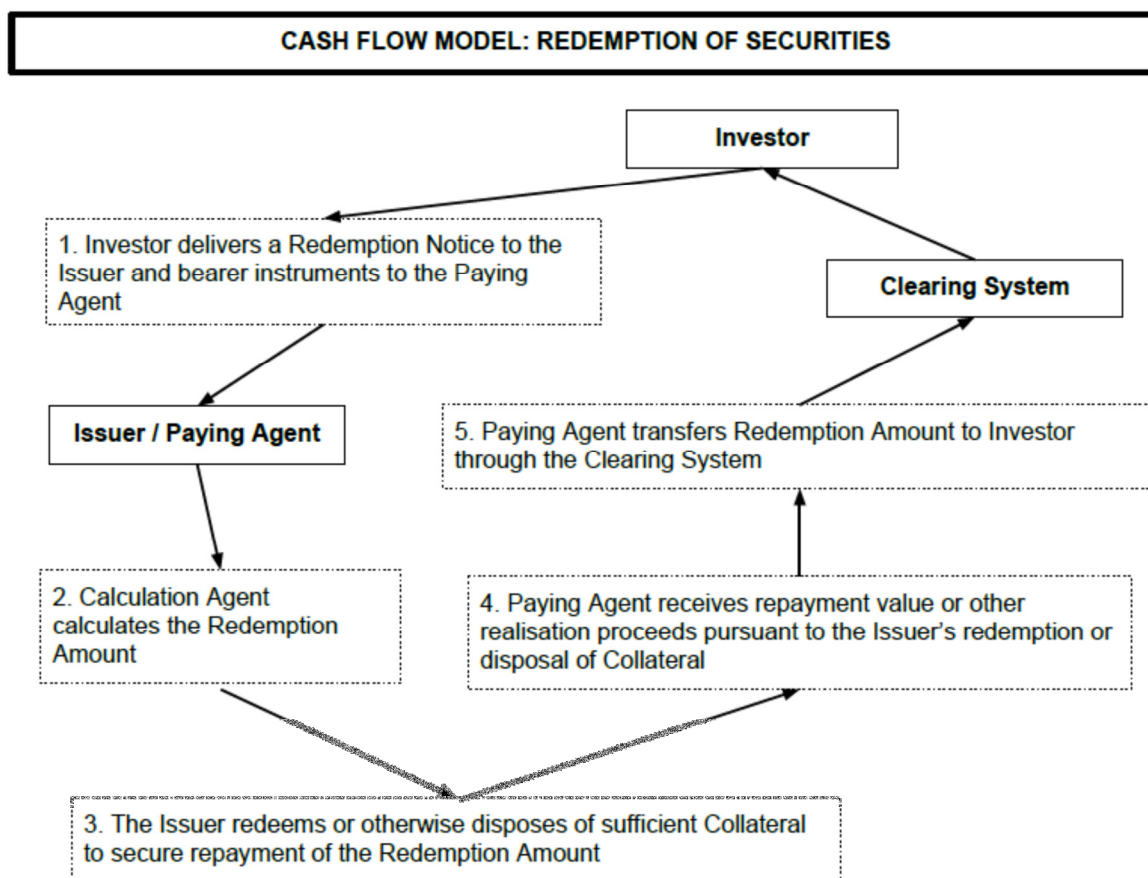 CASH FLOW MODEL: REDEMPTION OF SECURITIES
Investor
1. Investor delivers a Redemption Notice to the
Issuer and bearer instruments to the Paying
Agent
Clearing System
Issuer / Paying Agent
5. Paying Agent transfers Redemption Amount to Investor
through the Clearing System
2. Calculation Agent
calculates the Redemption
Amount
4. Paying Agent receives repayment value or other
realisation proceeds pursuant to the Issuer's redemption or
disposal of Collateral
3. The Issuer redeems or otherwise disposes of sufficient Collateral
to secure repayment of the Redemption Amount